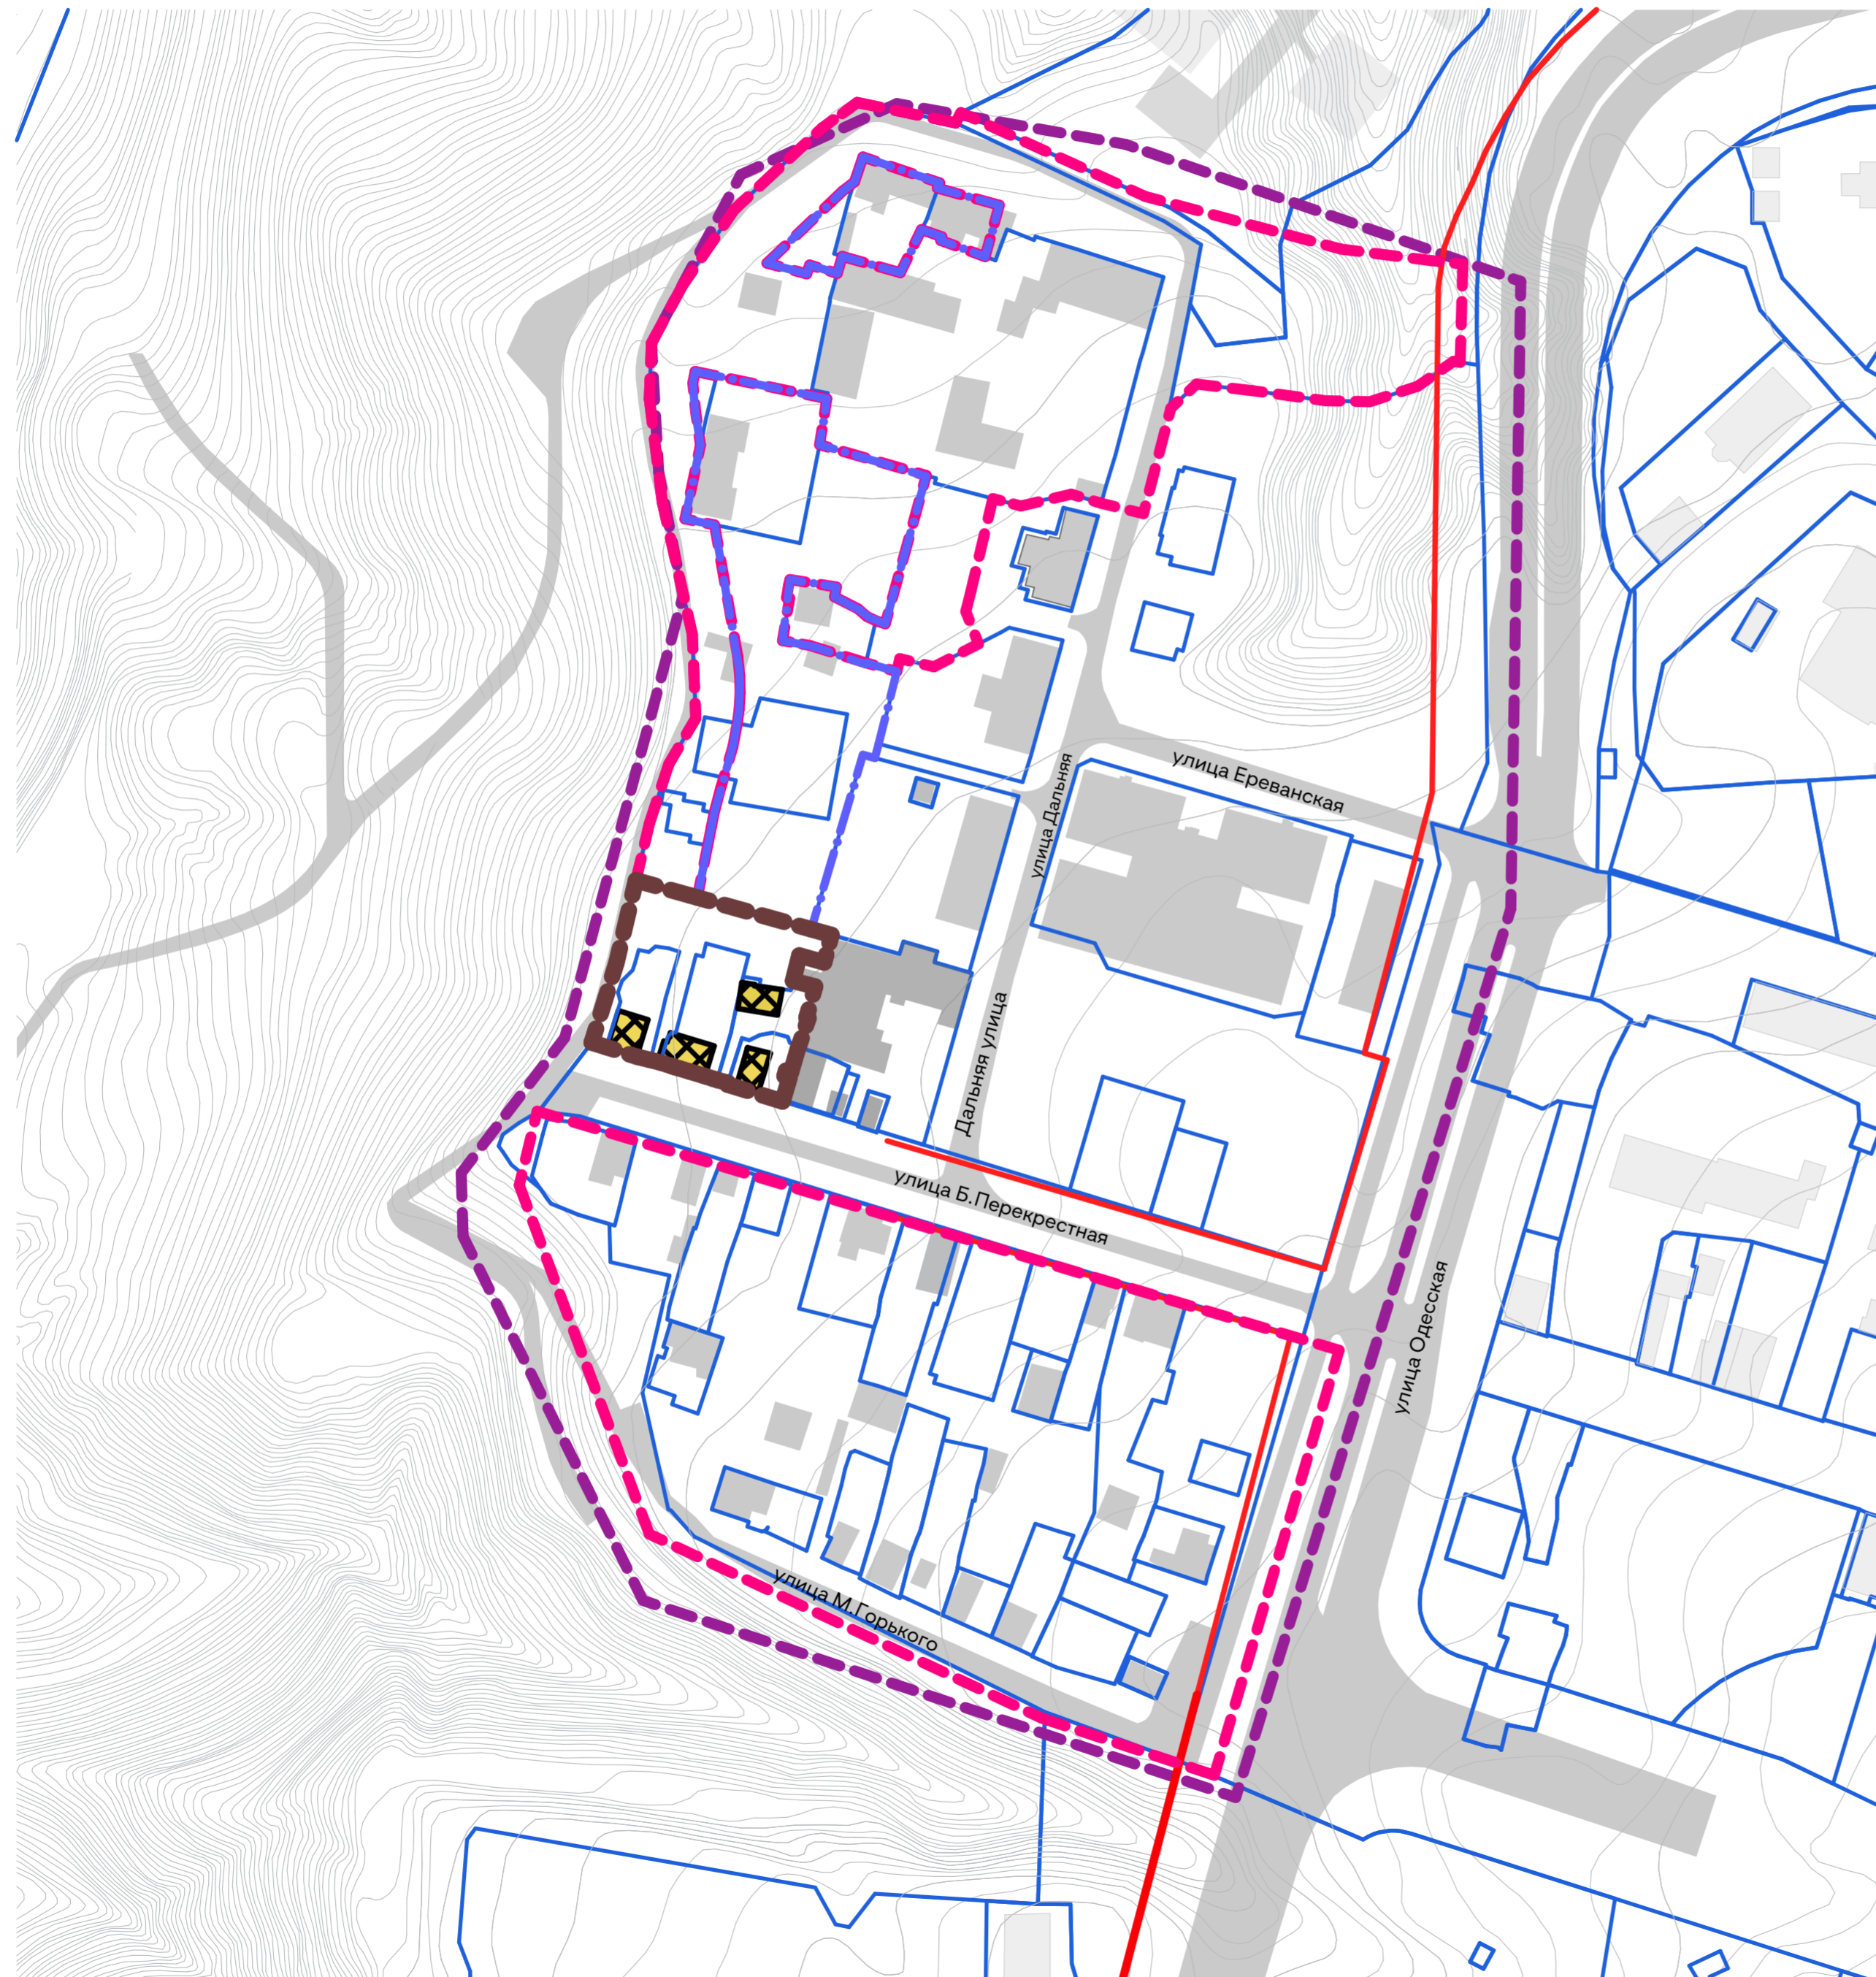 улица Ереванская
улица Дальняя
Дальняя улица
улица Б.Перекрестная
улица Одесская
улица М.Горького